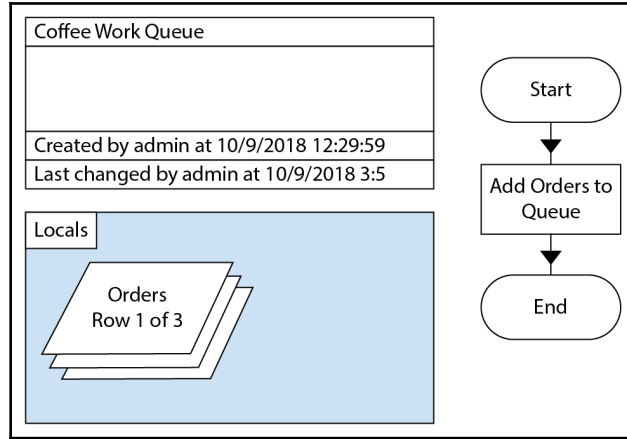 Coffee Work Queue
Created by admin at 10/9/2018 12:29:59
Last changed by admin at 10/9/2018 3:5
Locals
Orders
Row 1 of 3
Start
Add Orders to
Queue
End